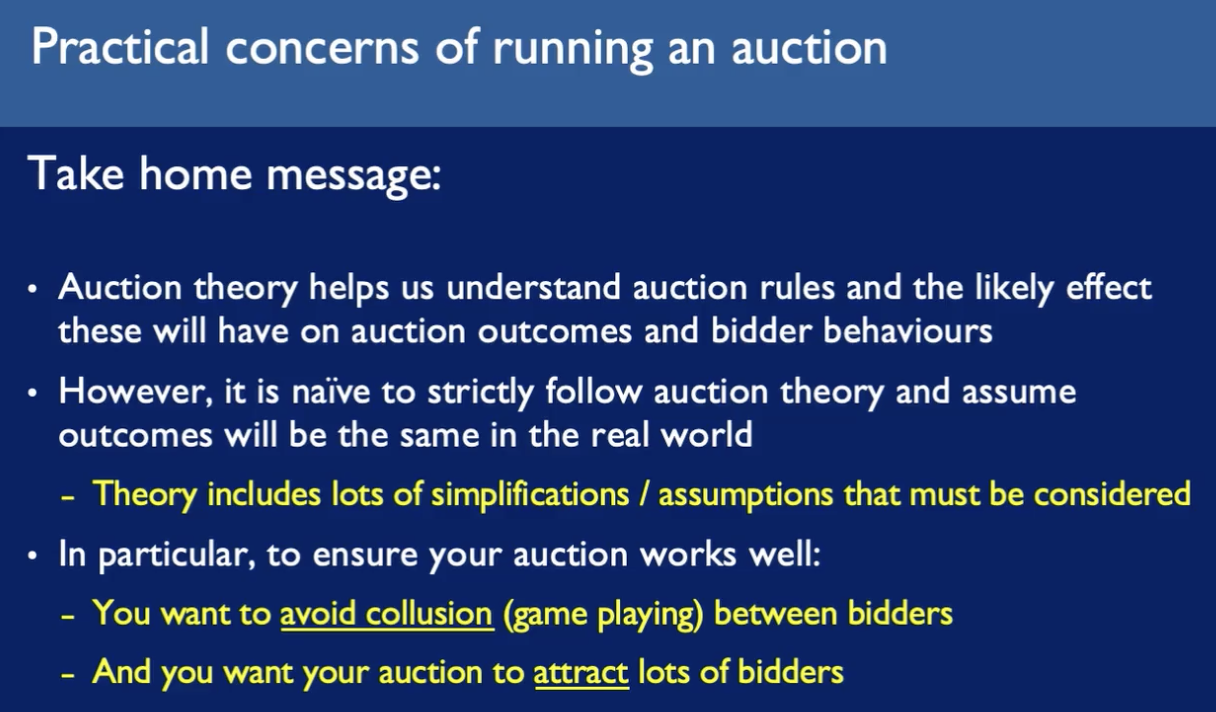 Practical concerns of running an auction
Take home message:
• Auction theory helps us understand auction rules and the likely effect
these will have on auction outcomes and bidder behaviours
• However, it is naïve to strictly follow auction theory and assume
outcomes will be the same in the real world
– Theory includes lots of simplifications / assumptions that must be considered
• In particular, to ensure your auction works well:
– You want to avoid collusion (game playing) between bidders
– And you want your auction to attract lots of bidders